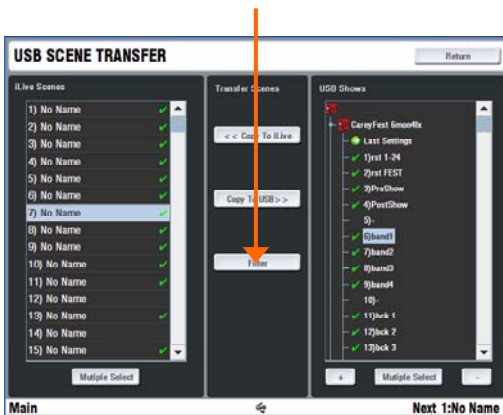 USB SCENE TRANSFER
Return
iLive Scenes
1) No Name
2) No Name
3) No Name
4) No Name
5) No Name
6) No Name
7) No Name
8) No Name
9) No Name
10) No Name
11) No Name
12) No Name
13) No Name
14) No Name
15) No Name
Mutiple Select
Transfer Scenes
<< Copy To iLive
Copy To USB>>
Filter
USB Shows
CareyFest 6mon4fx
Last Settings
1)rst 1-24
2)rst FEST
3)PreShow
4)PostShow
5)-
6)band1
7)band2
8)band3
9)band4
10)-
11)bck 1
12)bck 2
13)bck 3
+
Mutiple Select
-
Main
Next 1:No Name